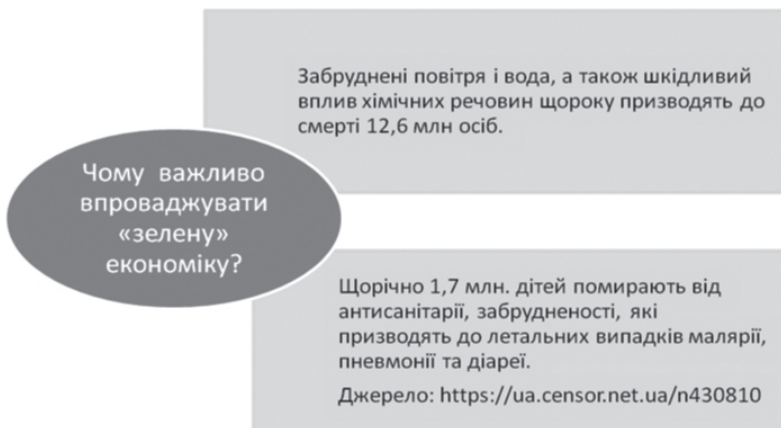 Забруднені повітря і вода, а також шкідливий
вплив хімічних речовин щороку призводять до
смерті 12,6 млн осіб.
Чому важливо
впроваджувати
«зелену»
економіку?
Щорічно 1,7 млн. дітей помирають від
антисанітарії, забрудненості, які
призводять до летальних випадків малярії,
пневмонії та діареї.
Джерело: https://ua.censor.net.ua/n430810